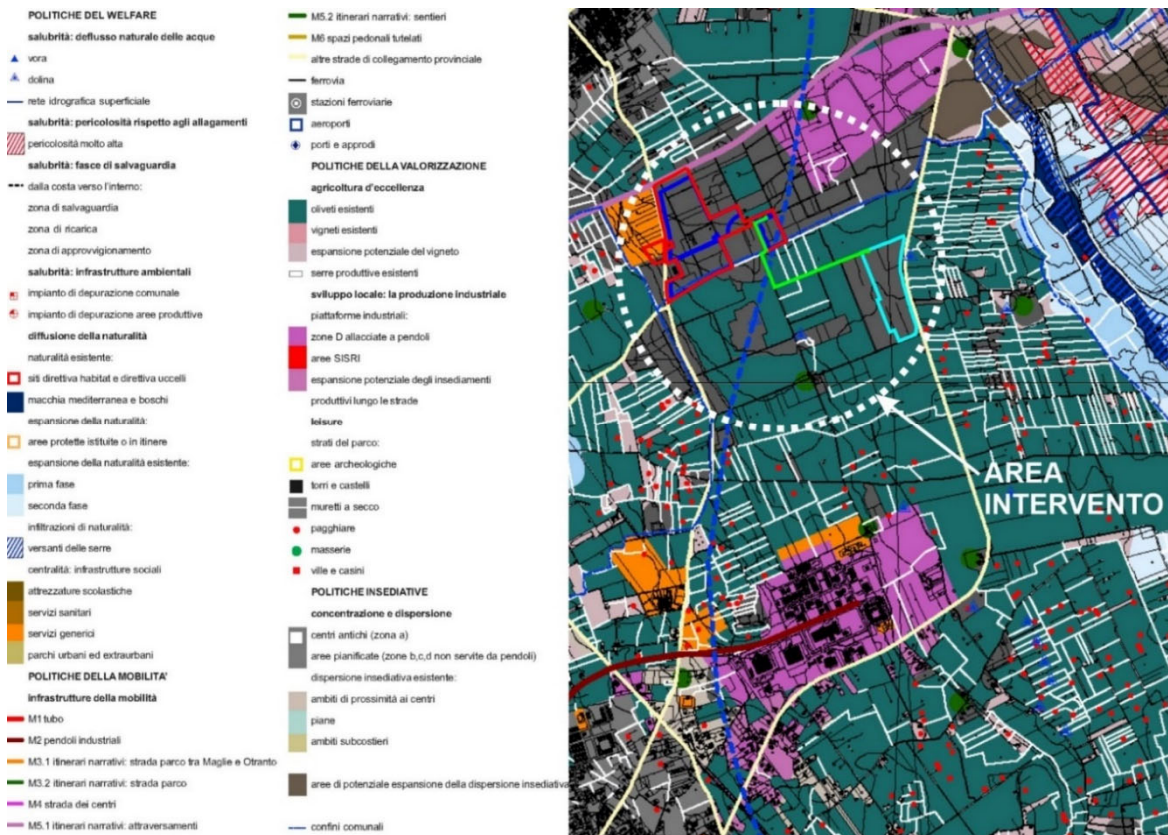 POLITICHE DEL WELFARE
salubrità: deflusso naturale delle acque
vora
dolina
rete idrografica superficiale
salubrità: pericolosità rispetto agli allagamenti
pericolosità molto alta
salubrità: fasce di salvaguardia
dalla costa verso l'interno:
zona di salvaguardia
zona di ricarica
zona di approvvigionamento
salubrità: infrastrutture ambientali
impianto di depurazione comunale
impianto di depurazione aree produttive
diffusione della naturalità
naturalità esistente:
siti direttiva habitat e direttiva uccelli
macchia mediterranea e boschi
espansione della naturalità:
aree protette istituite o in itinere
espansione della naturalità esistente:
prima fase
seconda fase
infiltrazioni di naturalità:
versanti delle serre
centralità: infrastrutture sociali
attrezzature scolastiche
servizi sanitari
servizi generici
parchi urbani ed extraurbani
POLITICHE DELLA MOBILITA'
infrastrutture della mobilità
M1 tubo
M2 pendoli industriali
M3.1 itinerari narrativi: strada parco tra Maglie e Otranto
M3.2 itinerari narrativi: strada parco
M4 strada dei centri
M5.1 itinerari narrativi: attraversamenti
M5.2 itinerari narrativi: sentieri
M6 spazi pedonali tutelati
altre strade di collegamento provinciale
ferrovia
stazioni ferroviarie
aeroporti
porti e approdi
POLITICHE DELLA VALORIZZAZIONE
agricoltura d'eccellenza
oliveti esistenti
vigneti esistenti
espansione potenziale del vigneto
serre produttive esistenti
sviluppo locale: la produzione industriale
piattaforme industriali:
zone D allacciate a pendoli
aree SISRI
espansione potenziale degli insediamenti
produttivi lungo le strade
leisure
strati del parco:
aree archeologiche
torri e castelli
muretti a secco
pagghiare
masserie
ville e casini
POLITICHE INSEDIATIVE
concentrazione e dispersione
centri antichi (zona a)
aree pianificate (zone b,c,d non servite da pendoli)
dispersione insediativa esistente:
ambiti di prossimità ai centri
piane
ambiti subcostieri
aree di potenziale espansione della dispersione insediativa
confini comunali
AREA
INTERVENTO